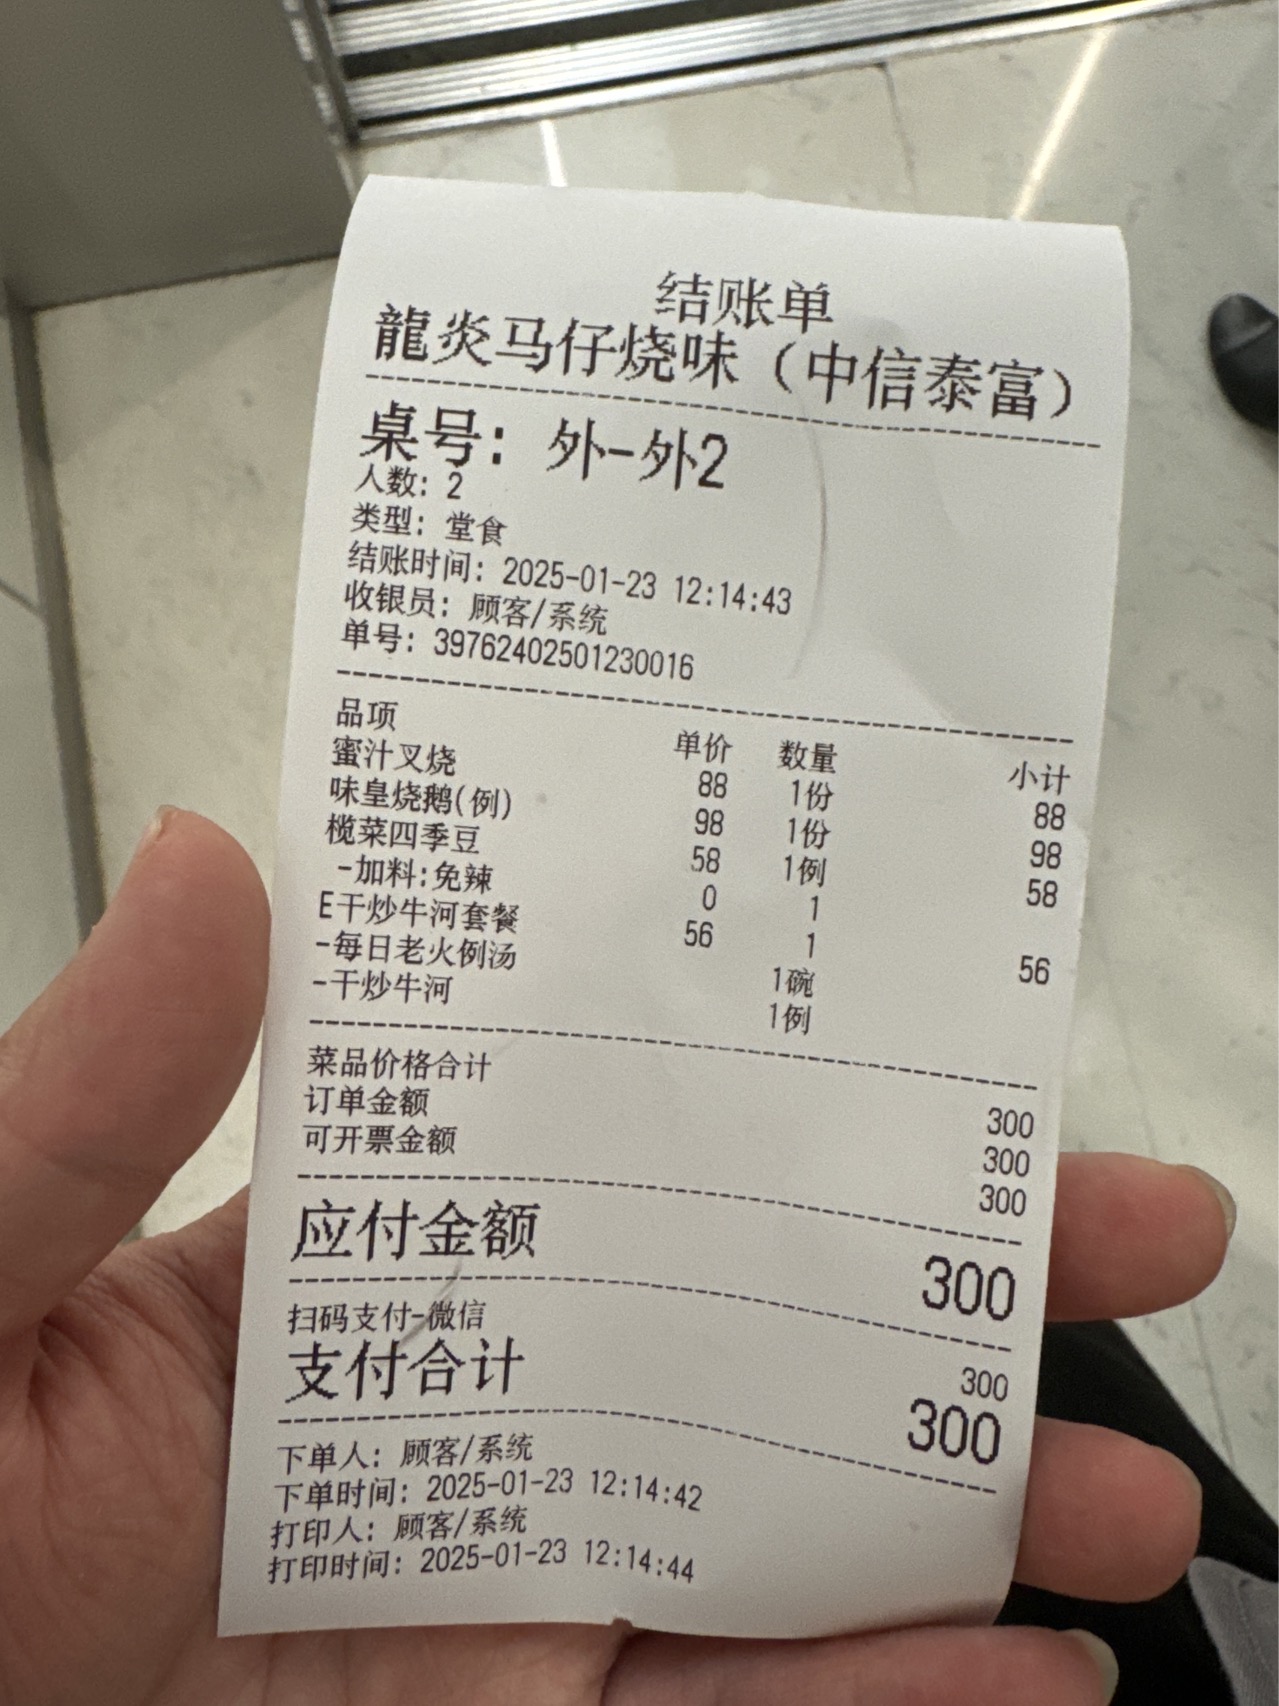 结账单
龍炎马仔烧味（中信泰富）
桌号：外-外2
人数：2
类型：堂食
结账时间：2025-01-23 12:14:43
收银员：顾客/系统
单号：39762402501230016
品项 单价 数量 小计
蜜汁叉烧 88 1份 88
味皇烧鹅(例) 98 1份 98
榄菜四季豆 58 1例 58
-加料:免辣 0 1
E干炒牛河套餐 56 1 56
-每日老火例汤 1碗
-干炒牛河 1例
菜品价格合计 300
订单金额 300
可开票金额 300
应付金额 300
扫码支付-微信 300
支付合计 300
下单人：顾客/系统
下单时间：2025-01-23 12:14:42
打印人：顾客/系统
打印时间：2025-01-23 12:14:44